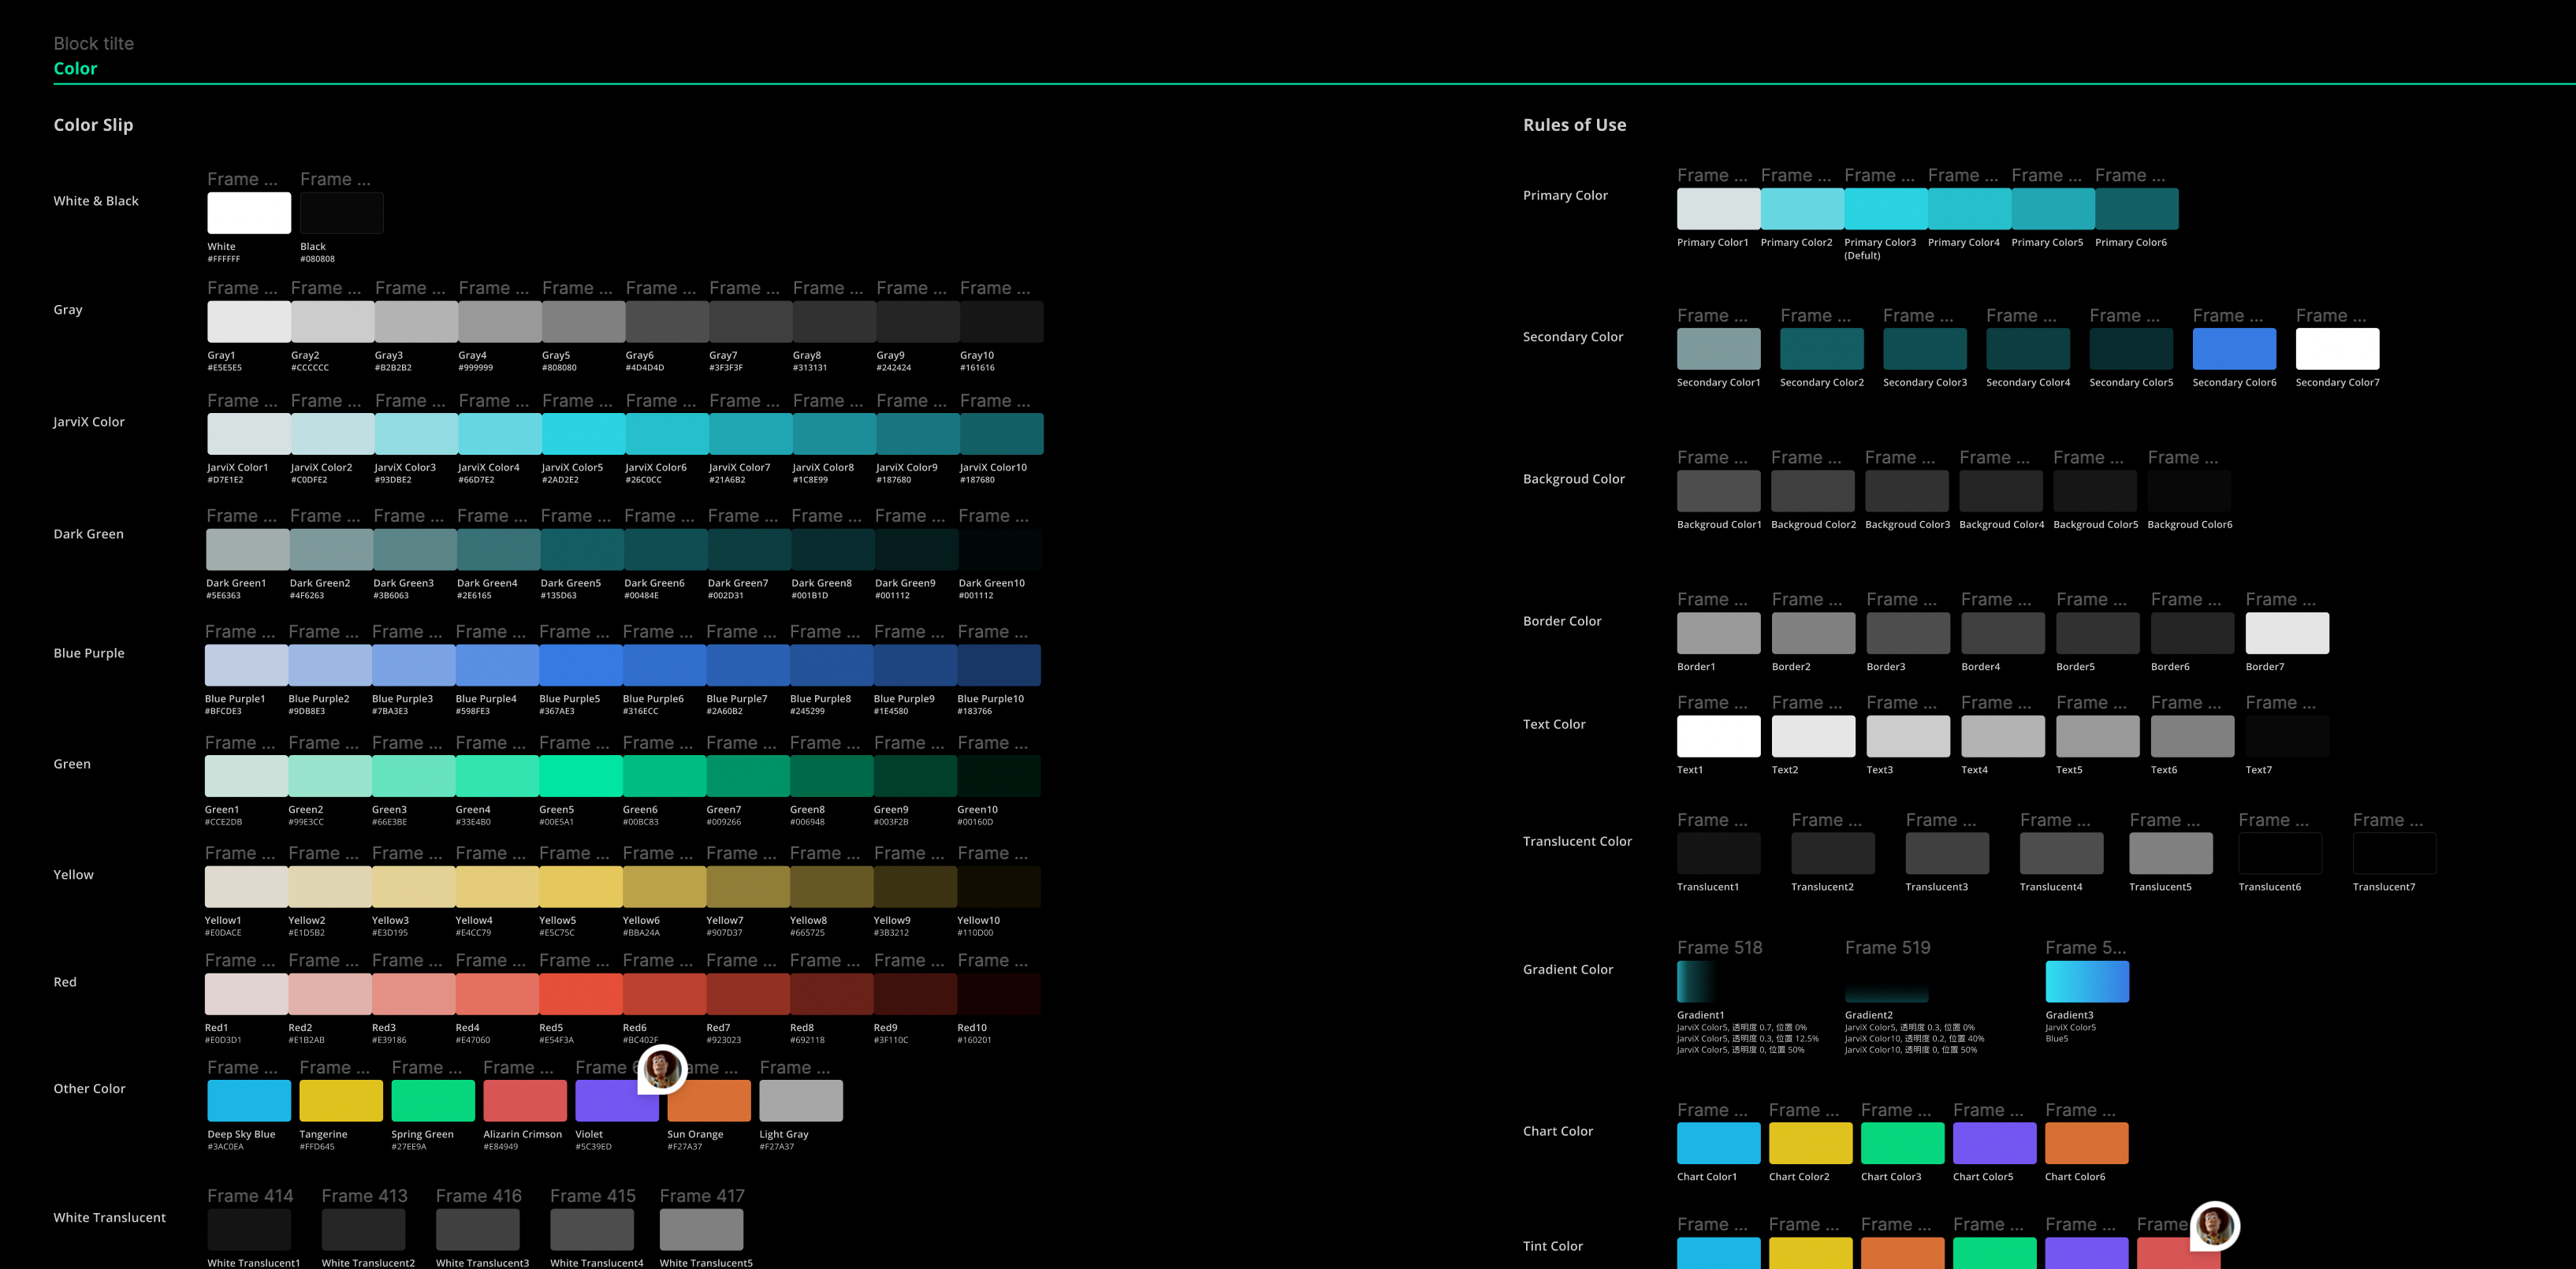 Block tilte
Color
Color Slip
White & Black
Frame ... Frame ...
White Black
#FFFFFF #080808
Gray
Frame ... Frame ... Frame ... Frame ... Frame ... Frame ... Frame ... Frame ... Frame ... Frame ...
Gray1 Gray2 Gray3 Gray4 Gray5 Gray6 Gray7 Gray8 Gray9 Gray10
#E5E5E5 #CCCCCC #B2B2B2 #999999 #808080 #4D4D4D #3F3F3F #313131 #242424 #161616
JarviX Color
Frame ... Frame ... Frame ... Frame ... Frame ... Frame ... Frame ... Frame ... Frame ... Frame ...
JarviX Color1 JarviX Color2 JarviX Color3 JarviX Color4 JarviX Color5 JarviX Color6 JarviX Color7 JarviX Color8 JarviX Color9 JarviX Color10
#D7E1E2 #C0DFE2 #93DBE2 #66D7E2 #2AD2E2 #26C0CC #21A6B2 #1C8E99 #187680 #187680
Dark Green
Frame ... Frame ... Frame ... Frame ... Frame ... Frame ... Frame ... Frame ... Frame ... Frame ...
Dark Green1 Dark Green2 Dark Green3 Dark Green4 Dark Green5 Dark Green6 Dark Green7 Dark Green8 Dark Green9 Dark Green10
#5E6363 #4F6263 #3B6063 #2E6165 #135D63 #00484E #002D31 #001B1D #001112 #001112
Blue Purple
Frame ... Frame ... Frame ... Frame ... Frame ... Frame ... Frame ... Frame ... Frame ... Frame ...
Blue Purple1 Blue Purple2 Blue Purple3 Blue Purple4 Blue Purple5 Blue Purple6 Blue Purple7 Blue Purple8 Blue Purple9 Blue Purple10
#BFCDE3 #9DB8E3 #7BA3E3 #598FE3 #367AE3 #316ECC #2A60B2 #245299 #1E4580 #183766
Green
Frame ... Frame ... Frame ... Frame ... Frame ... Frame ... Frame ... Frame ... Frame ... Frame ...
Green1 Green2 Green3 Green4 Green5 Green6 Green7 Green8 Green9 Green10
#CCE2DB #99E3CC #66E3BE #33E4B0 #00E5A1 #00BC83 #009266 #006948 #003F2B #00160D
Yellow
Frame ... Frame ... Frame ... Frame ... Frame ... Frame ... Frame ... Frame ... Frame ... Frame ...
Yellow1 Yellow2 Yellow3 Yellow4 Yellow5 Yellow6 Yellow7 Yellow8 Yellow9 Yellow10
#E0DACE #E1D5B2 #E3D195 #E4CC79 #E5C75C #BBA24A #907D37 #665725 #3B3212 #110D00
Red
Frame ... Frame ... Frame ... Frame ... Frame ... Frame ... Frame ... Frame ... Frame ... Frame ...
Red1 Red2 Red3 Red4 Red5 Red6 Red7 Red8 Red9 Red10
#E0D3D1 #E1B2AB #E39186 #E47060 #E54F3A #BC402F #923023 #692118 #3F110C #160201
Other Color
Frame ... Frame ... Frame ... Frame ... Frame ame ... Frame ...
Deep Sky Blue Tangerine Spring Green Alizarin Crimson Violet Sun Orange Light Gray
#3AC0EA #FFD645 #27EE9A #E84949 #5C39ED #F27A37 #F27A37
White Translucent
Frame 414 Frame 413 Frame 416 Frame 415 Frame 417
White Translucent1 White Translucent2 White Translucent3 White Translucent4 White Translucent5
Rules of Use
Primary Color
Frame ... Frame ... Frame ... Frame ... Frame ... Frame ...
Primary Color1 Primary Color2 Primary Color3 Primary Color4 Primary Color5 Primary Color6
(Defult)
Secondary Color
Frame ... Frame ... Frame ... Frame ... Frame ... Frame ... Frame ...
Secondary Color1 Secondary Color2 Secondary Color3 Secondary Color4 Secondary Color5 Secondary Color6 Secondary Color7
Backgroud Color
Frame ... Frame ... Frame ... Frame ... Frame ... Frame ...
Backgroud Color1 Backgroud Color2 Backgroud Color3 Backgroud Color4 Backgroud Color5 Backgroud Color6
Border Color
Frame ... Frame ... Frame ... Frame ... Frame ... Frame ... Frame ...
Border1 Border2 Border3 Border4 Border5 Border6 Border7
Text Color
Frame ... Frame ... Frame ... Frame ... Frame ... Frame ... Frame ...
Text1 Text2 Text3 Text4 Text5 Text6 Text7
Translucent Color
Frame ... Frame ... Frame ... Frame ... Frame ... Frame ... Frame ...
Translucent1 Translucent2 Translucent3 Translucent4 Translucent5 Translucent6 Translucent7
Gradient Color
Frame 518 Frame 519 Frame 5...
Gradient1 Gradient2 Gradient3
JarviX Color5, 透明度 0.7, 位置 0% JarviX Color5, 透明度 0.3, 位置 0% JarviX Color5
JarviX Color5, 透明度 0.3, 位置 12.5% JarviX Color10, 透明度 0.2, 位置 40% Blue5
JarviX Color5, 透明度 0, 位置 50% JarviX Color10, 透明度 0, 位置 50%
Chart Color
Frame ... Frame ... Frame ... Frame ... Frame ...
Chart Color1 Chart Color2 Chart Color3 Chart Color5 Chart Color6
Tint Color
Frame ... Frame ... Frame ... Frame ... Frame ... Frame